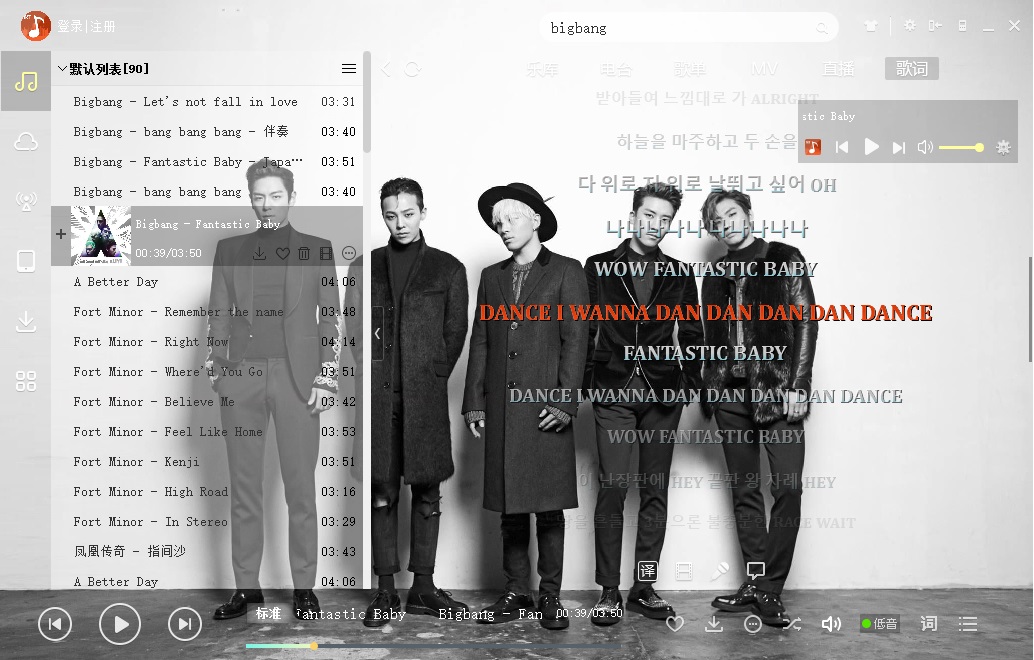 登录|注册
bigbang
默认列表[90]
乐库 电台 歌单 MV 直播 歌词
Bigbang - Let's not fall in love 03:31
Bigbang - bang bang bang - 伴奏 03:40
Bigbang - Fantastic Baby - Japa··· 03:51
Bigbang - bang bang bang 03:40
Bigbang - Fantastic Baby
00:39/03:50
A Better Day 04:06
Fort Minor - Remember the name 03:48
Fort Minor - Right Now 04:14
Fort Minor - Where'd You Go 03:51
Fort Minor - Believe Me 03:42
Fort Minor - Feel Like Home 03:53
Fort Minor - Kenji 03:51
Fort Minor - High Road 03:16
Fort Minor - In Stereo 03:29
凤凰传奇 - 指间沙 03:43
A Better Day 04:06
받아들여 느낌대로 가 ALRIGHT
stic Baby
하늘을 마주하고 두 손을
다 위로 저 위로 날뛰고 싶어 OH
나나나나나나나나나나나
WOW FANTASTIC BABY
DANCE I WANNA DAN DAN DAN DAN DANCE
FANTASTIC BABY
DANCE I WANNA DAN DAN DAN DAN DANCE
WOW FANTASTIC BABY
이 난장판에 HEY 끝판 왕 차례 HEY
RACE WAIT
译
标准 Fantastic Baby Bigbang - Fan 00:39/03:50
低音 词